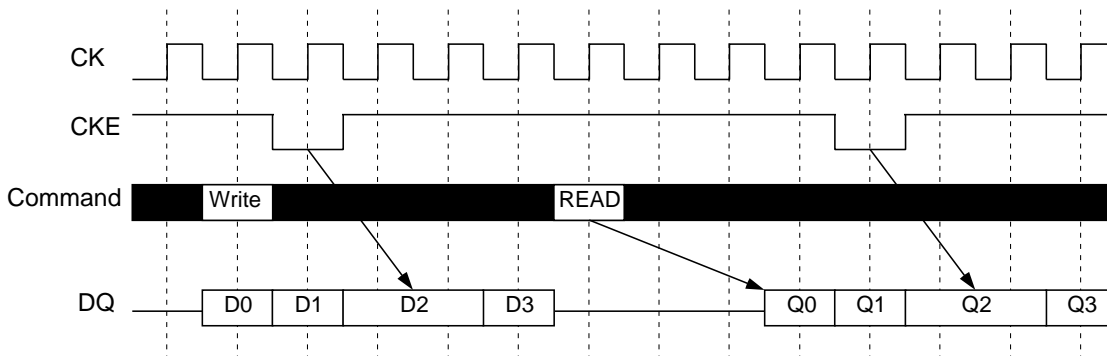 CK
CKE
Command Write READ
DQ D0 D1 D2 D3 Q0 Q1 Q2 Q3